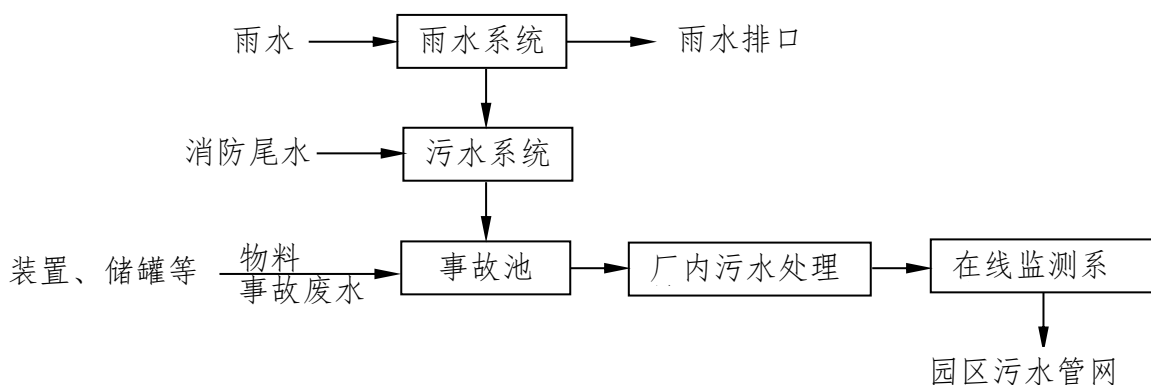 雨水
雨水系统
雨水排口
消防尾水
污水系统
装置、储罐等
物料
事故废水
事故池
厂内污水处理
在线监测系
园区污水管网